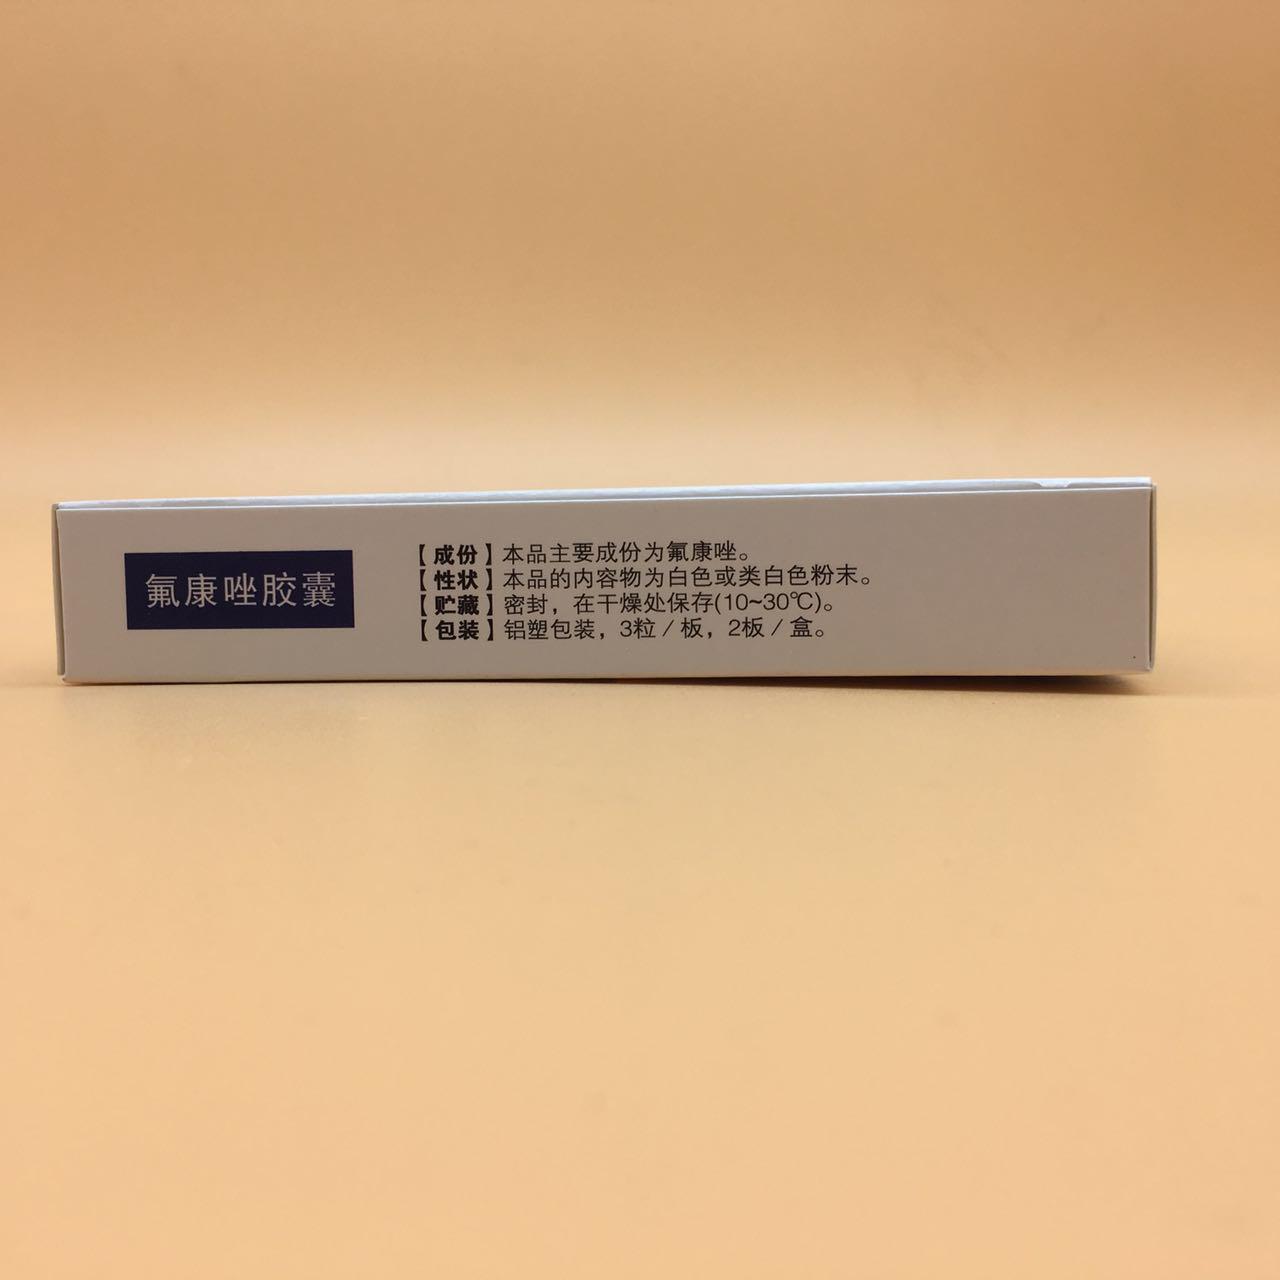 氟康唑胶囊
【成份】本品主要成份为氟康唑。
【性状】本品的内容物为白色或类白色粉末。
【贮藏】密封，在干燥处保存(10~30℃)。
【包装】铝塑包装，3粒/板，2板/盒。